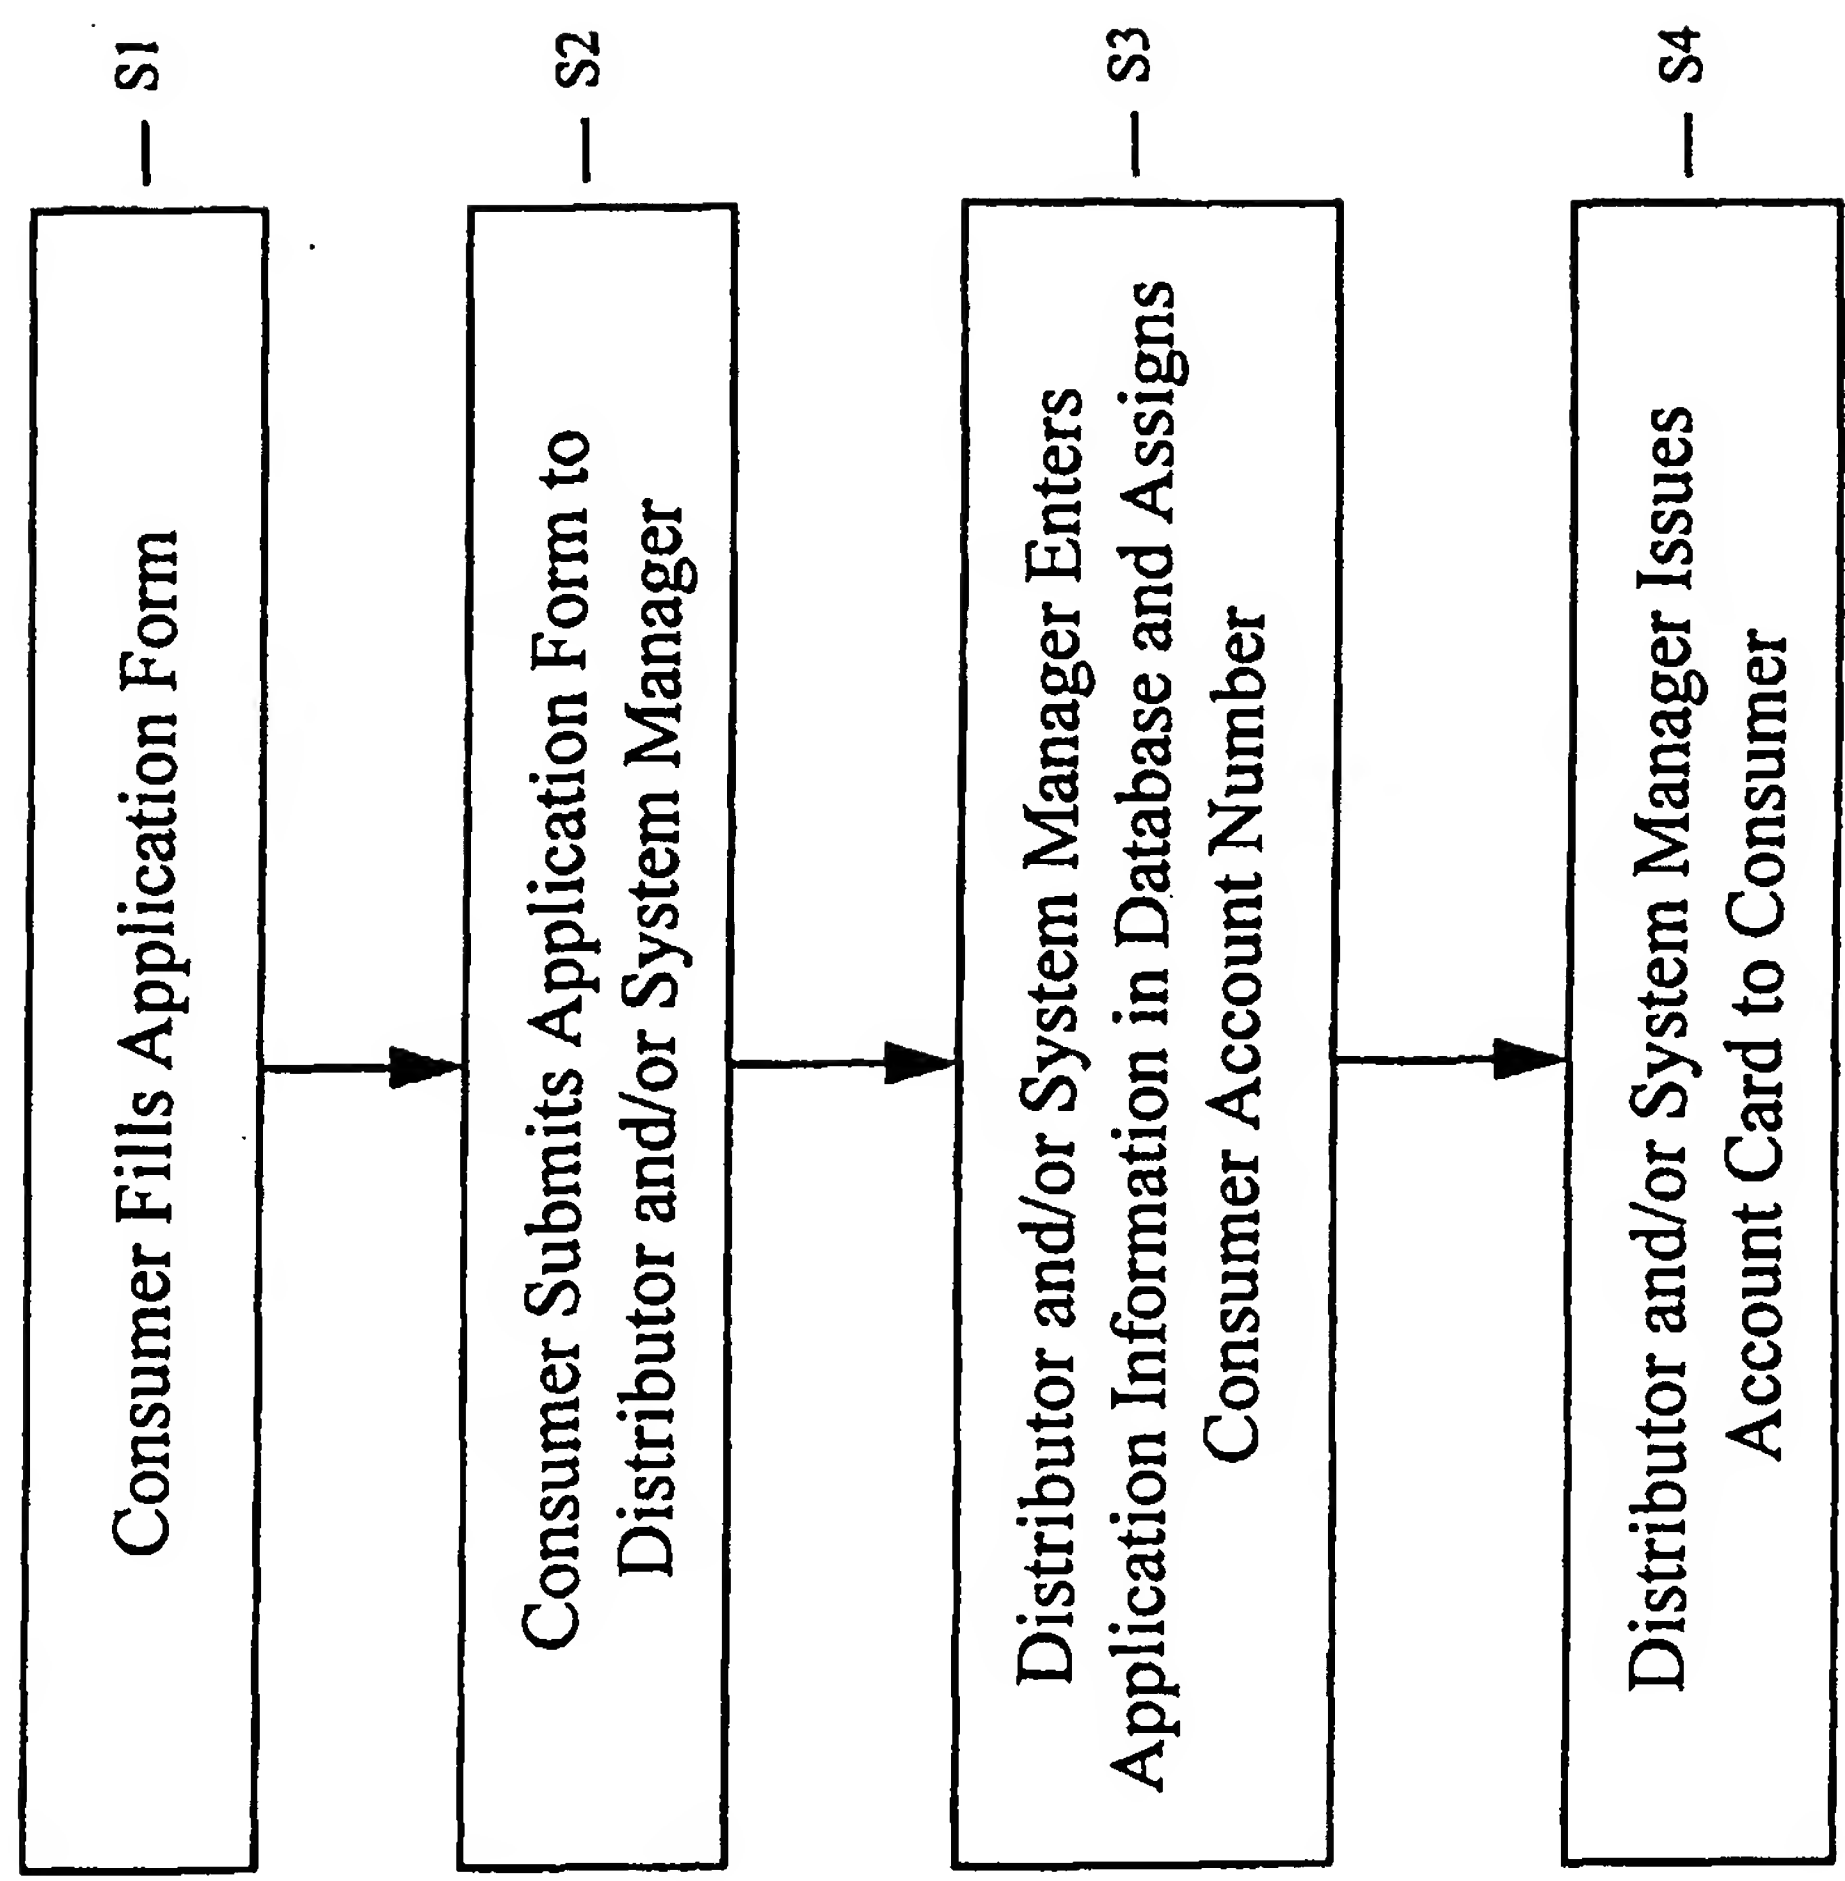 Consumer Fills Application Form
S1
Consumer Submits Application Form to
Distributor and/or System Manager
S2
Distributor and/or System Manager Enters
Application Information in Database and Assigns
Consumer Account Number
S3
Distributor and/or System Manager Issues
Account Card to Consumer
S4